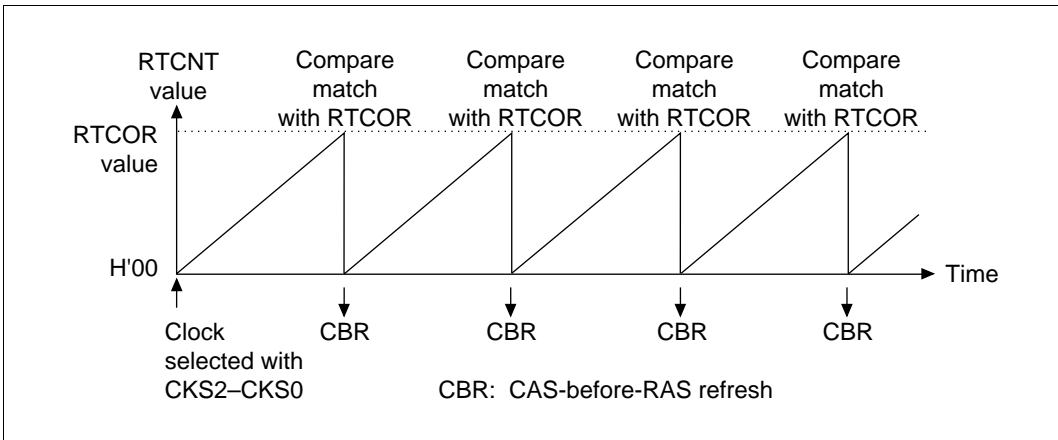 RTCNT
value
Compare
match
with RTCOR
Compare
match
with RTCOR
Compare
match
with RTCOR
Compare
match
with RTCOR
RTCOR
value
H'00
Time
Clock
selected with
CKS2–CKS0
CBR
CBR
CBR
CBR
CBR: CAS-before-RAS refresh